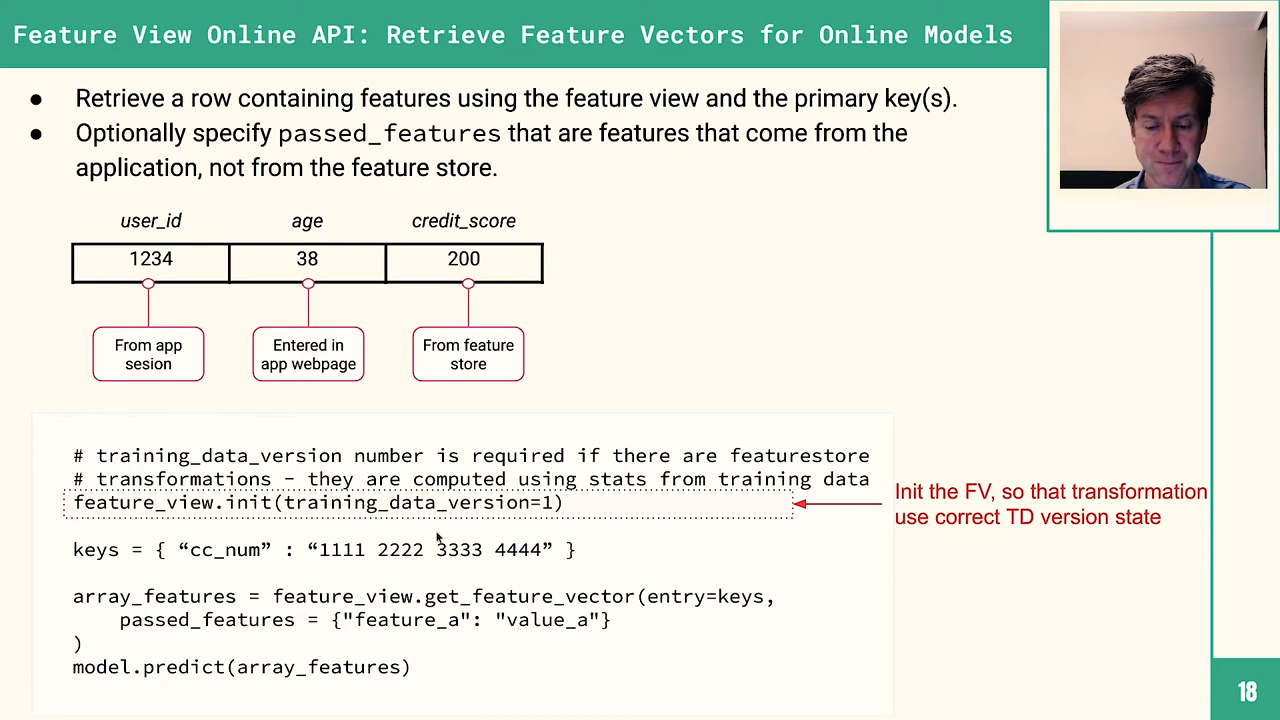 Feature View Online API: Retrieve Feature Vectors for Online Models
● Retrieve a row containing features using the feature view and the primary key(s).
● Optionally specify passed_features that are features that come from the
application, not from the feature store.
user_id age credit_score
1234 38 200
From app
sesion
Entered in
app webpage
From feature
store
# training_data_version number is required if there are featurestore
# transformations - they are computed using stats from training data
feature_view.init(training_data_version=1)
Init the FV, so that transformation
use correct TD version state
keys = { “cc_num” : “1111 2222 3333 4444” }
array_features = feature_view.get_feature_vector(entry=keys,
passed_features = {"feature_a": "value_a"}
)
model.predict(array_features)
18